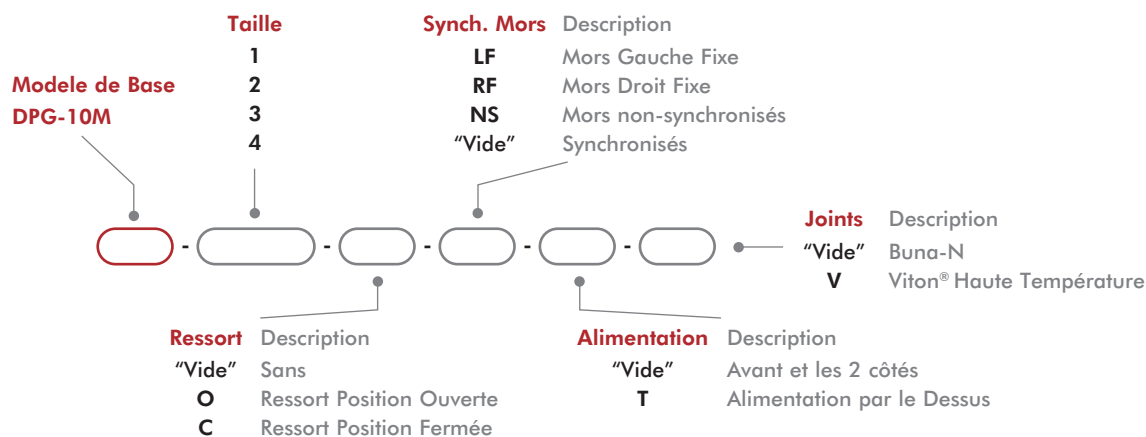 Taille
1
2
3
4
Synch. Mors Description
LF Mors Gauche Fixe
RF Mors Droit Fixe
NS Mors non-synchronisés
“Vide” Synchronisés
Modele de Base
DPG-10M
- - - - -
Joints Description
“Vide” Buna-N
V Viton® Haute Température
Ressort Description
“Vide” Sans
O Ressort Position Ouverte
C Ressort Position Fermée
Alimentation Description
“Vide” Avant et les 2 côtés
T Alimentation par le Dessus